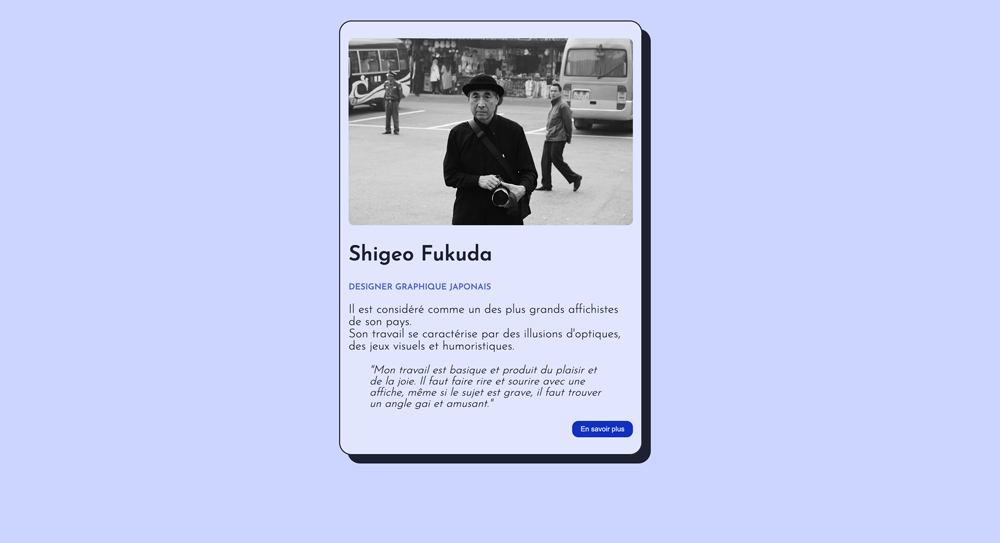 Shigeo Fukuda
DESIGNER GRAPHIQUE JAPONAIS
Il est considéré comme un des plus grands affichistes
de son pays.
Son travail se caractérise par des illusions d'optiques,
des jeux visuels et humoristiques.
"Mon travail est basique et produit du plaisir et
de la joie. Il faut faire rire et sourire avec une
affiche, même si le sujet est grave, il faut trouver
un angle gai et amusant."
En savoir plus